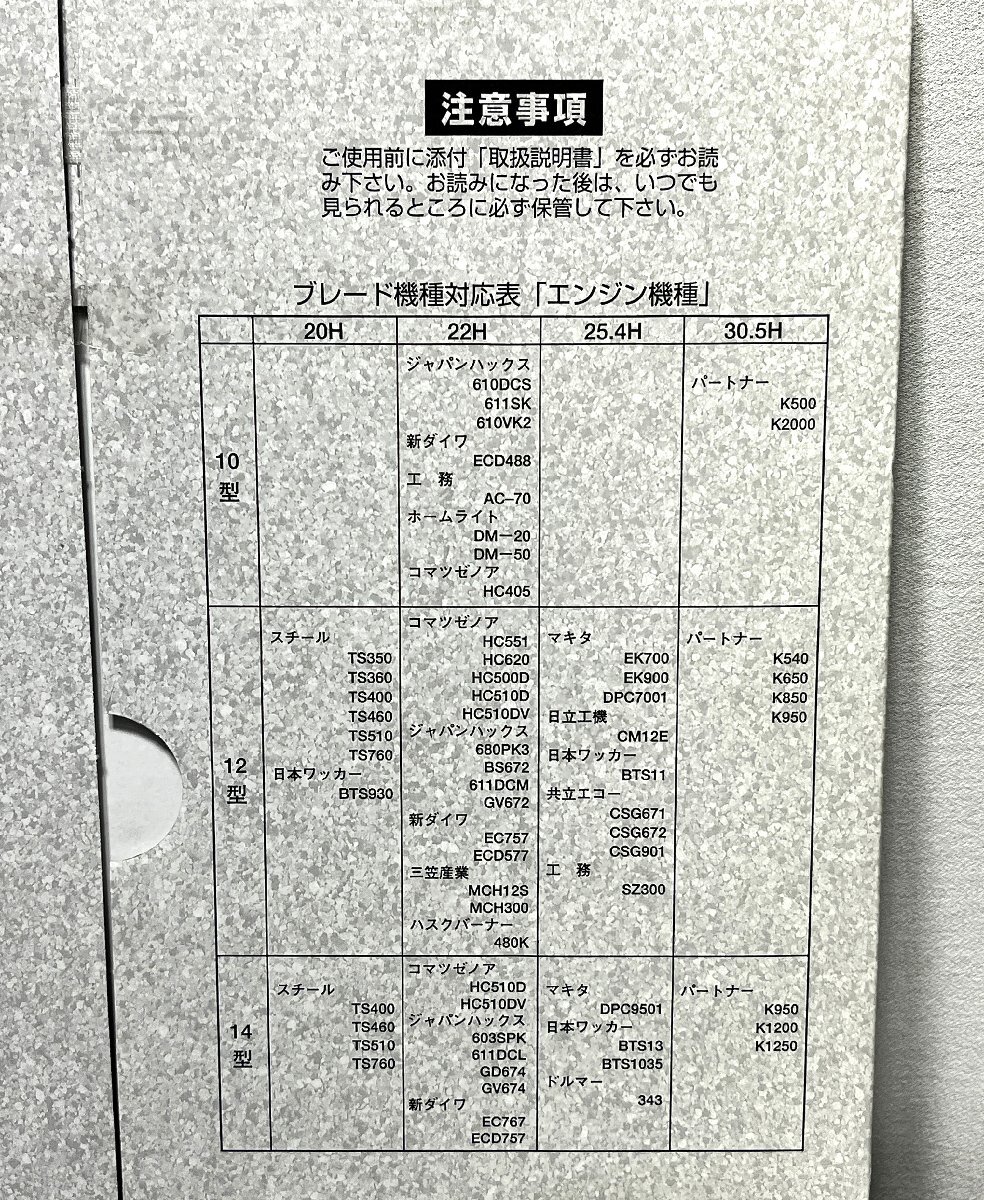 注意事項
ご使用前に添付「取扱説明書」を必ずお読
み下さい。お読みになった後は、いつでも
見られるところに必ず保管して下さい。
ブレード機種対応表「エンジン機種」
20H 22H 25.4H 30.5H
10型
ジャパンハックス
610DCS
611SK
610VK2
新ダイワ
ECD488
工 務
AC-70
ホームライト
DM-20
DM-50
コマツゼノア
HC405
パートナー
K500
K2000
12型
スチール
TS350
TS360
TS400
TS460
TS510
TS760
日本ワッカー
BTS930
コマツゼノア
HC551
HC620
HC500D
HC510D
HC510DV
ジャパンハックス
680PK3
BS672
611DCM
GV672
新ダイワ
EC757
ECD577
三笠産業
MCH12S
MCH300
ハスクバーナー
480K
マキタ
EK700
EK900
DPC7001
日立工機
CM12E
日本ワッカー
BTS11
共立エコー
CSG671
CSG672
CSG901
工 務
SZ300
パートナー
K540
K650
K850
K950
14型
スチール
TS400
TS460
TS510
TS760
コマツゼノア
HC510D
HC510DV
ジャパンハックス
603SPK
611DCL
GD674
GV674
新ダイワ
EC767
ECD757
マキタ
DPC9501
日本ワッカー
BTS13
BTS1035
ドルマー
343
パートナー
K950
K1200
K1250